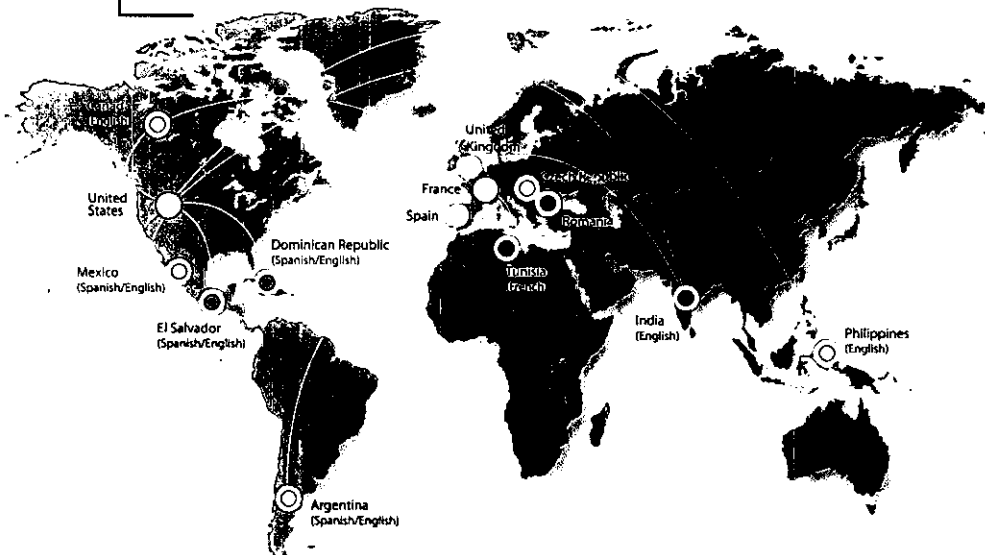 (English)
United
States
Mexico
(Spanish/English)
El Salvador
(Spanish/English)
Dominican Republic
(Spanish/English)
Argentina
(Spanish/English)
United
Kingdom
France
Spain
Czech Republic
Romania
Tunisia
(French)
India
(English)
Philippines
(English)